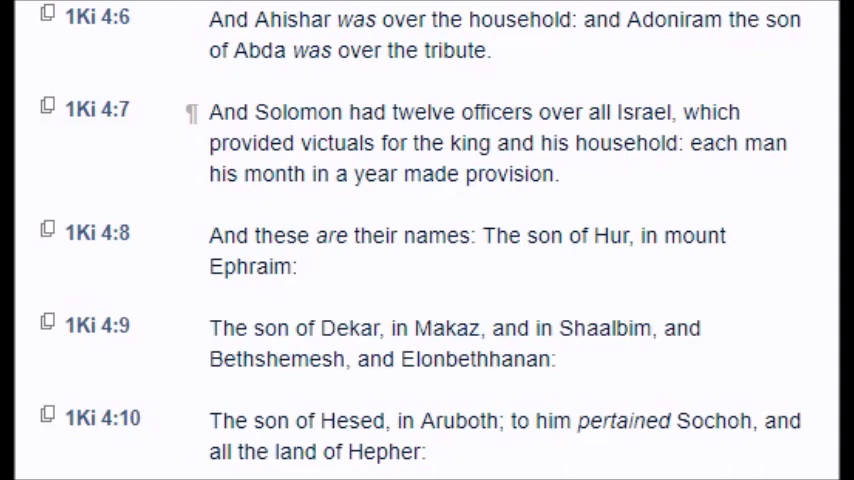 1Ki 4:6 And Ahishar was over the household: and Adoniram the son
of Abda was over the tribute.
1Ki 4:7 ¶ And Solomon had twelve officers over all Israel, which
provided victuals for the king and his household: each man
his month in a year made provision.
1Ki 4:8 And these are their names: The son of Hur, in mount
Ephraim:
1Ki 4:9 The son of Dekar, in Makaz, and in Shaalbim, and
Bethshemesh, and Elonbethhanan:
1Ki 4:10 The son of Hesed, in Aruboth; to him pertained Sochoh, and
all the land of Hepher: